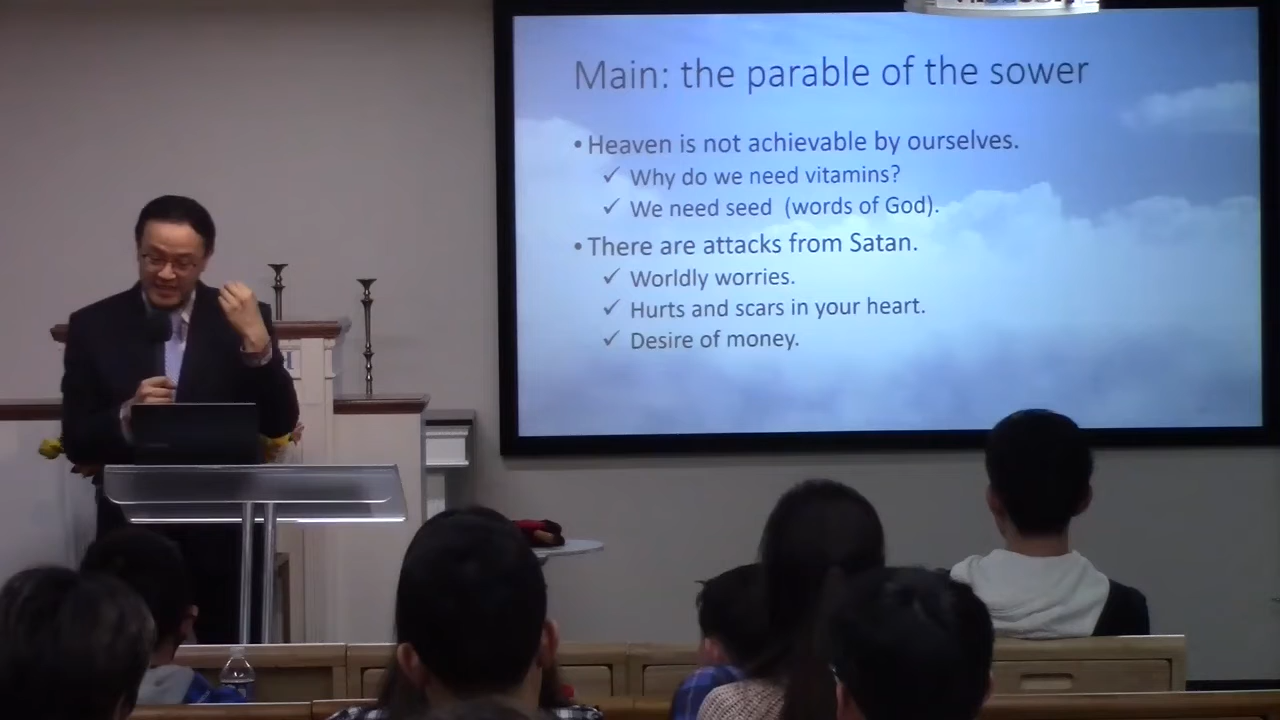 Main: the parable of the sower
• Heaven is not achievable by ourselves.
✓ Why do we need vitamins?
✓ We need seed (words of God).
• There are attacks from Satan.
✓ Worldly worries.
✓ Hurts and scars in your heart.
✓ Desire of money.